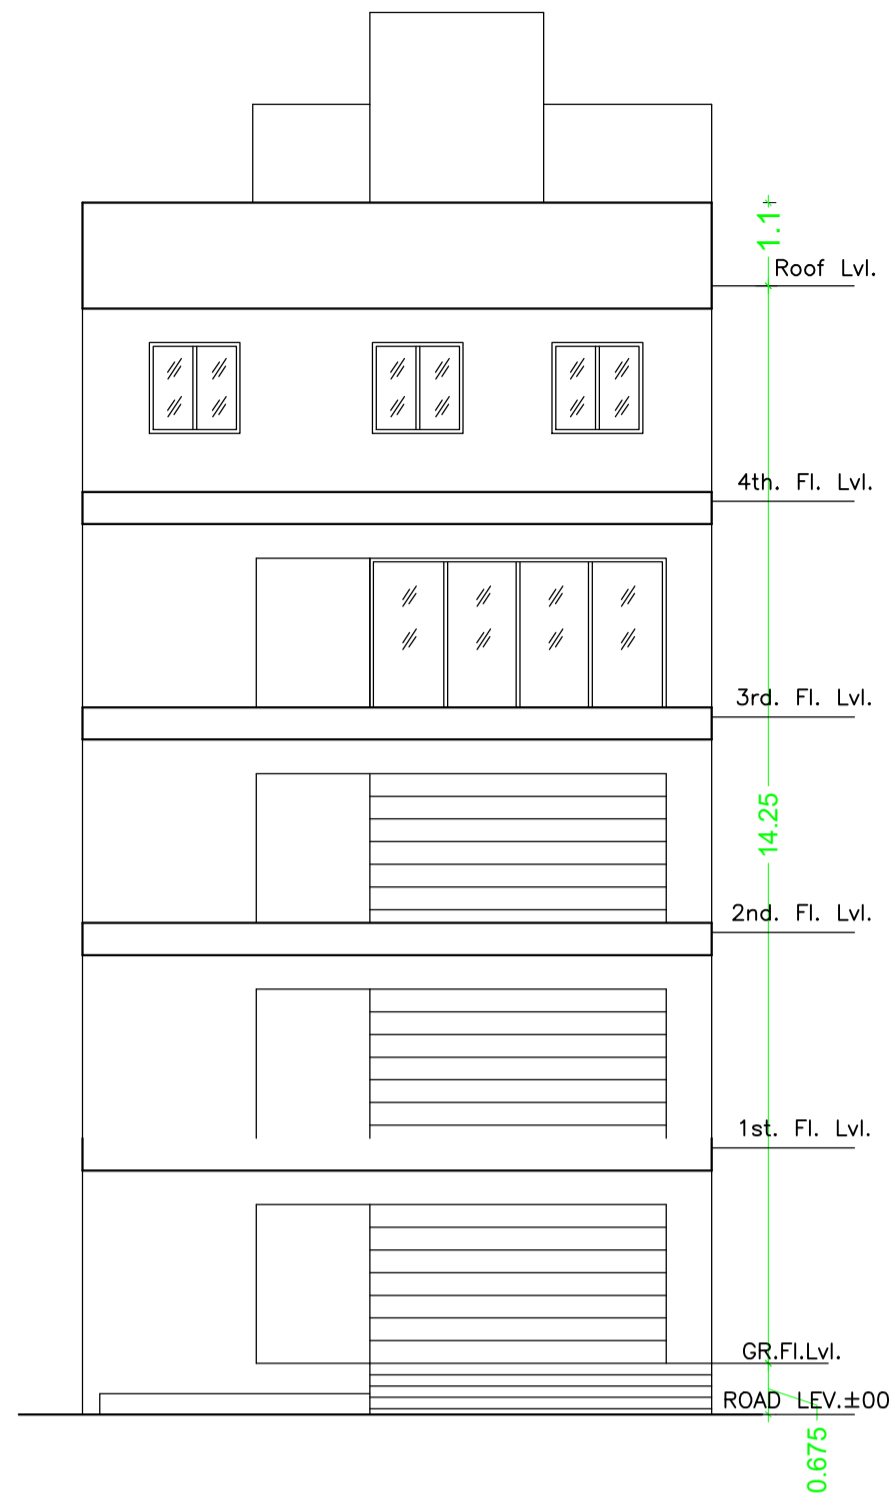 1.1
Roof Lvl.
4th. Fl. Lvl.
3rd. Fl. Lvl.
14.25
2nd. Fl. Lvl.
1st. Fl. Lvl.
GR.Fl.Lvl.
ROAD LEV.±00
0.675